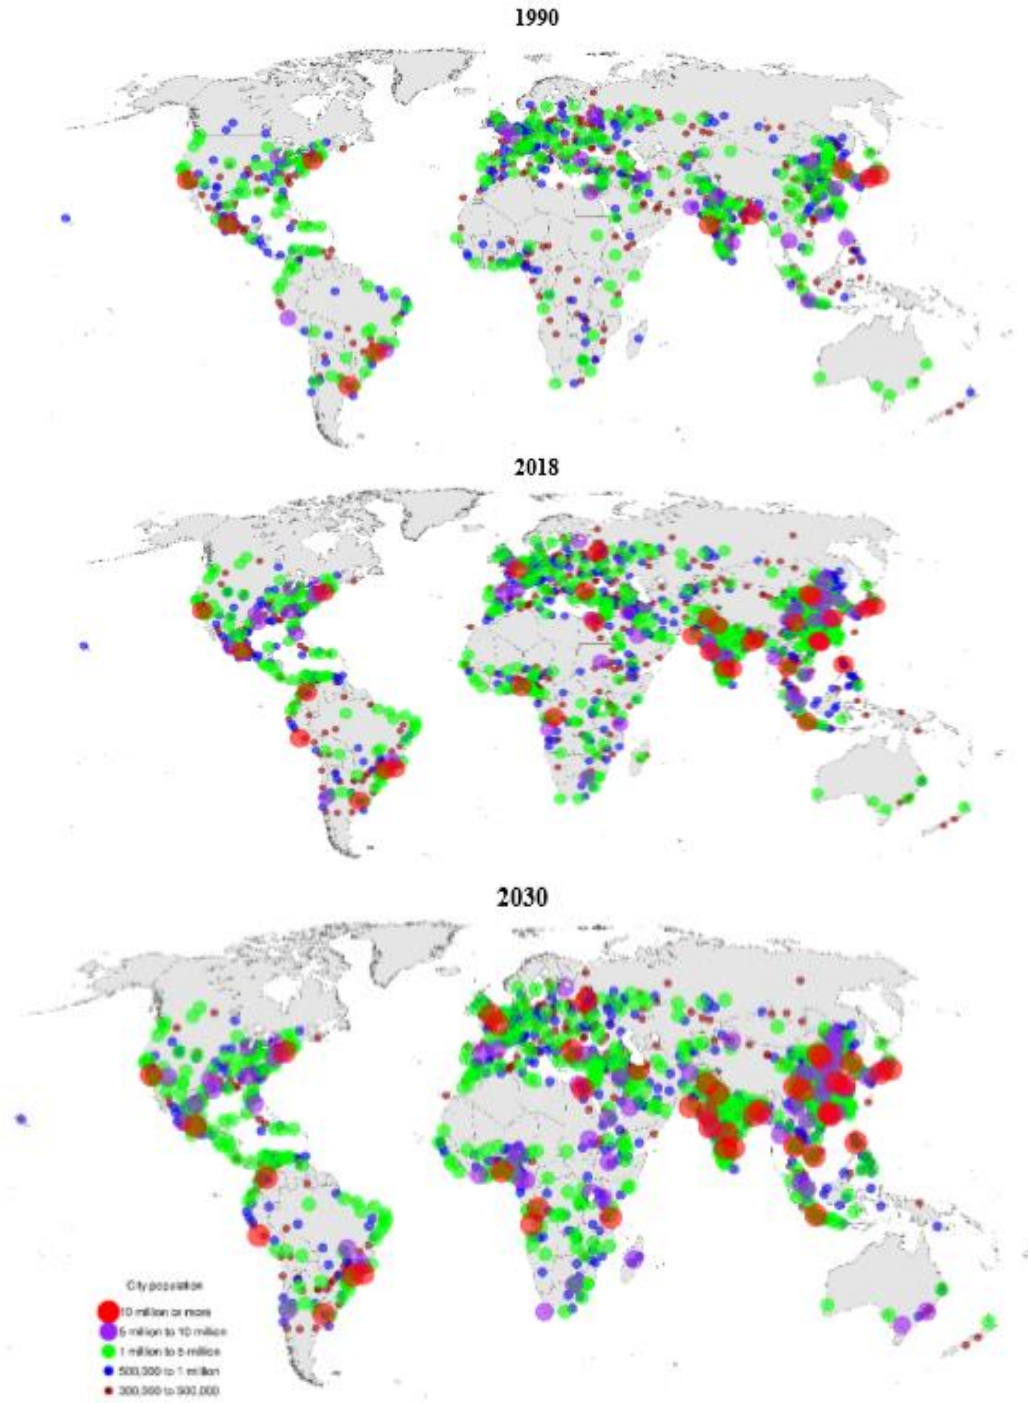 1990
2018
2030
City population
10 million or more
5 million to 10 million
1 million to 5 million
500,000 to 1 million
300,000 to 500,000